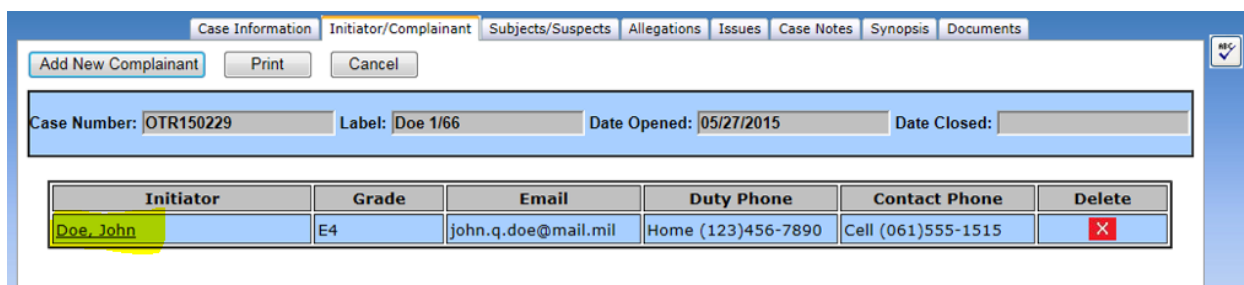 Case Information Initiator/Complainant Subjects/Suspects Allegations Issues Case Notes Synopsis Documents
ABC
Add New Complainant Print Cancel
Case Number: OTR150229 Label: Doe 1/66 Date Opened: 05/27/2015 Date Closed:
Initiator Grade Email Duty Phone Contact Phone Delete
Doe, John E4 john.q.doe@mail.mil Home (123)456-7890 Cell (061)555-1515 X